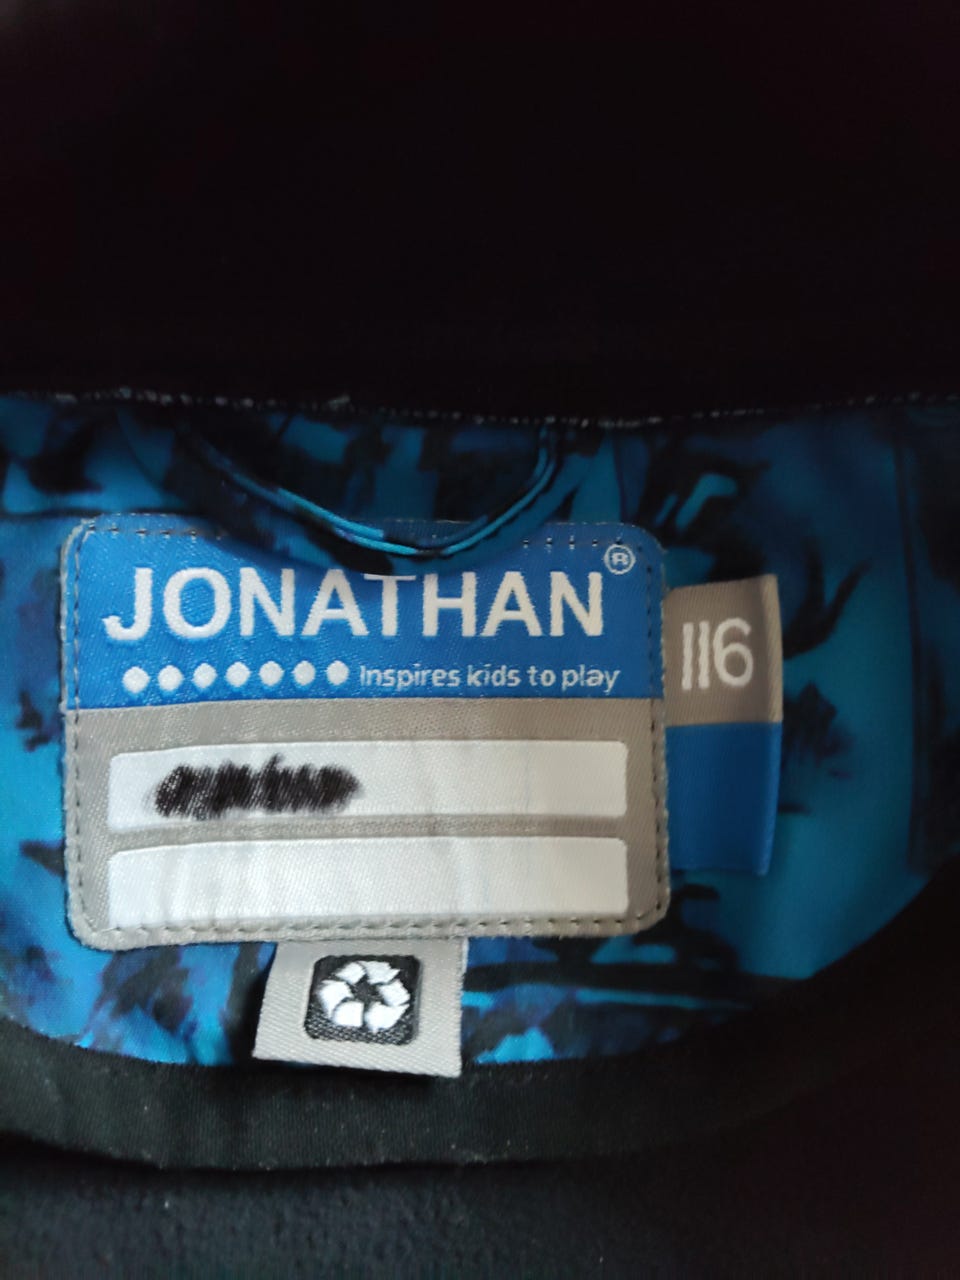 JONATHAN®
Inspires kids to play
116